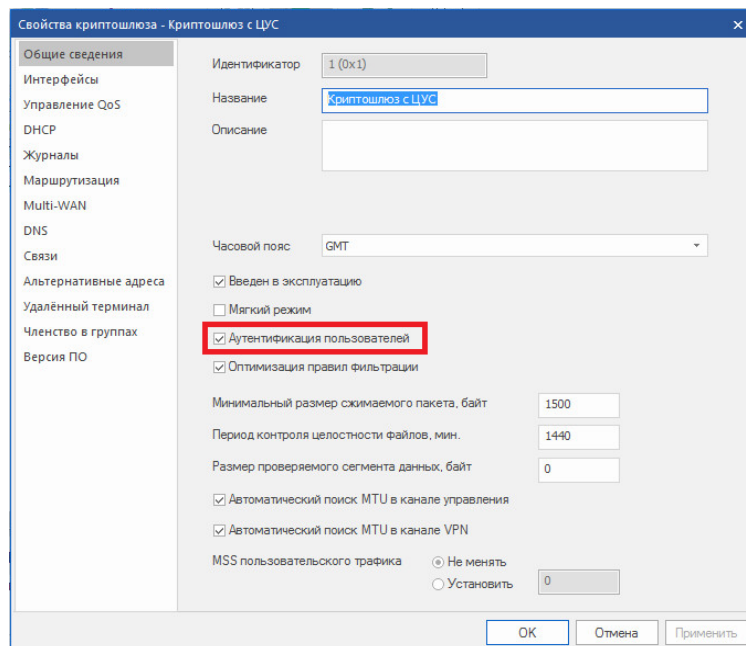 Свойства криптошлюза - Криптошлюз с ЦУС
Общие сведения
Интерфейсы
Управление QoS
DHCP
Журналы
Маршрутизация
Multi-WAN
DNS
Связи
Альтернативные адреса
Удалённый терминал
Членство в группах
Версия ПО
Идентификатор 1 (0x1)
Название Криптошлюз с ЦУС
Описание
Часовой пояс GMT
Введен в эксплуатацию
Мягкий режим
Аутентификация пользователей
Оптимизация правил фильтрации
Минимальный размер сжимаемого пакета, байт 1500
Период контроля целостности файлов, мин. 1440
Размер проверяемого сегмента данных, байт 0
Автоматический поиск MTU в канале управления
Автоматический поиск MTU в канале VPN
MSS пользовательского трафика Не менять
Установить 0
OK Отмена Применить